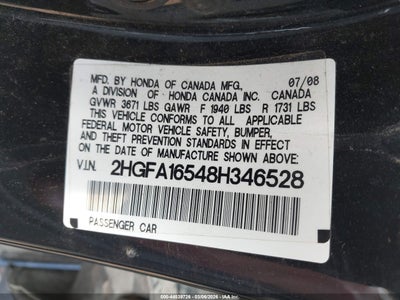 MFD. BY HONDA OF CANADA MFG., 07/08
A DIVISION OF HONDA CANADA INC. CANADA
GVWR 3671 LBS GAWR F 1940 LBS R 1731 LBS
THIS VEHICLE CONFORMS TO ALL APPLICABLE
FEDERAL MOTOR VEHICLE SAFETY, BUMPER,
AND THEFT PREVENTION STANDARDS IN EFFECT
ON THE DATE OF MANUFACTURE SHOWN ABOVE.
V.I.N. 2HGFA16548H346528
PASSENGER CAR